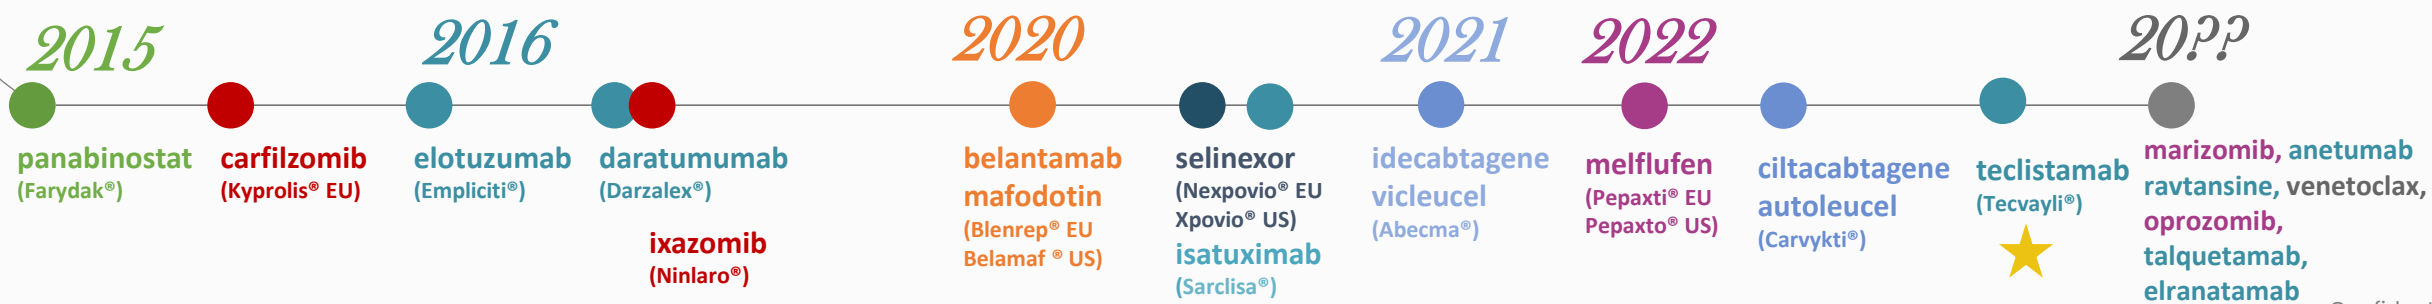 2015
2016
2020
2021
2022
20??
panabinostat
(Farydak®)
carfilzomib
(Kyprolis® EU)
elotuzumab
(Empliciti®)
daratumumab
(Darzalex®)
ixazomib
(Ninlaro®)
belantamab
mafodotin
(Blenrep® EU
Belamaf ® US)
selinexor
(Nexpovio® EU
Xpovio® US)
isatuximab
(Sarclisa®)
idecabtagene
vicleucel
(Abecma®)
melflufen
(Pepaxti® EU
Pepaxto® US)
ciltacabtagene
autoleucel
(Carvykti®)
teclistamab
(Tecvayli®)
marizomib, anetumab
ravtansine, venetoclax,
oprozomib,
talquetamab,
elranatamab